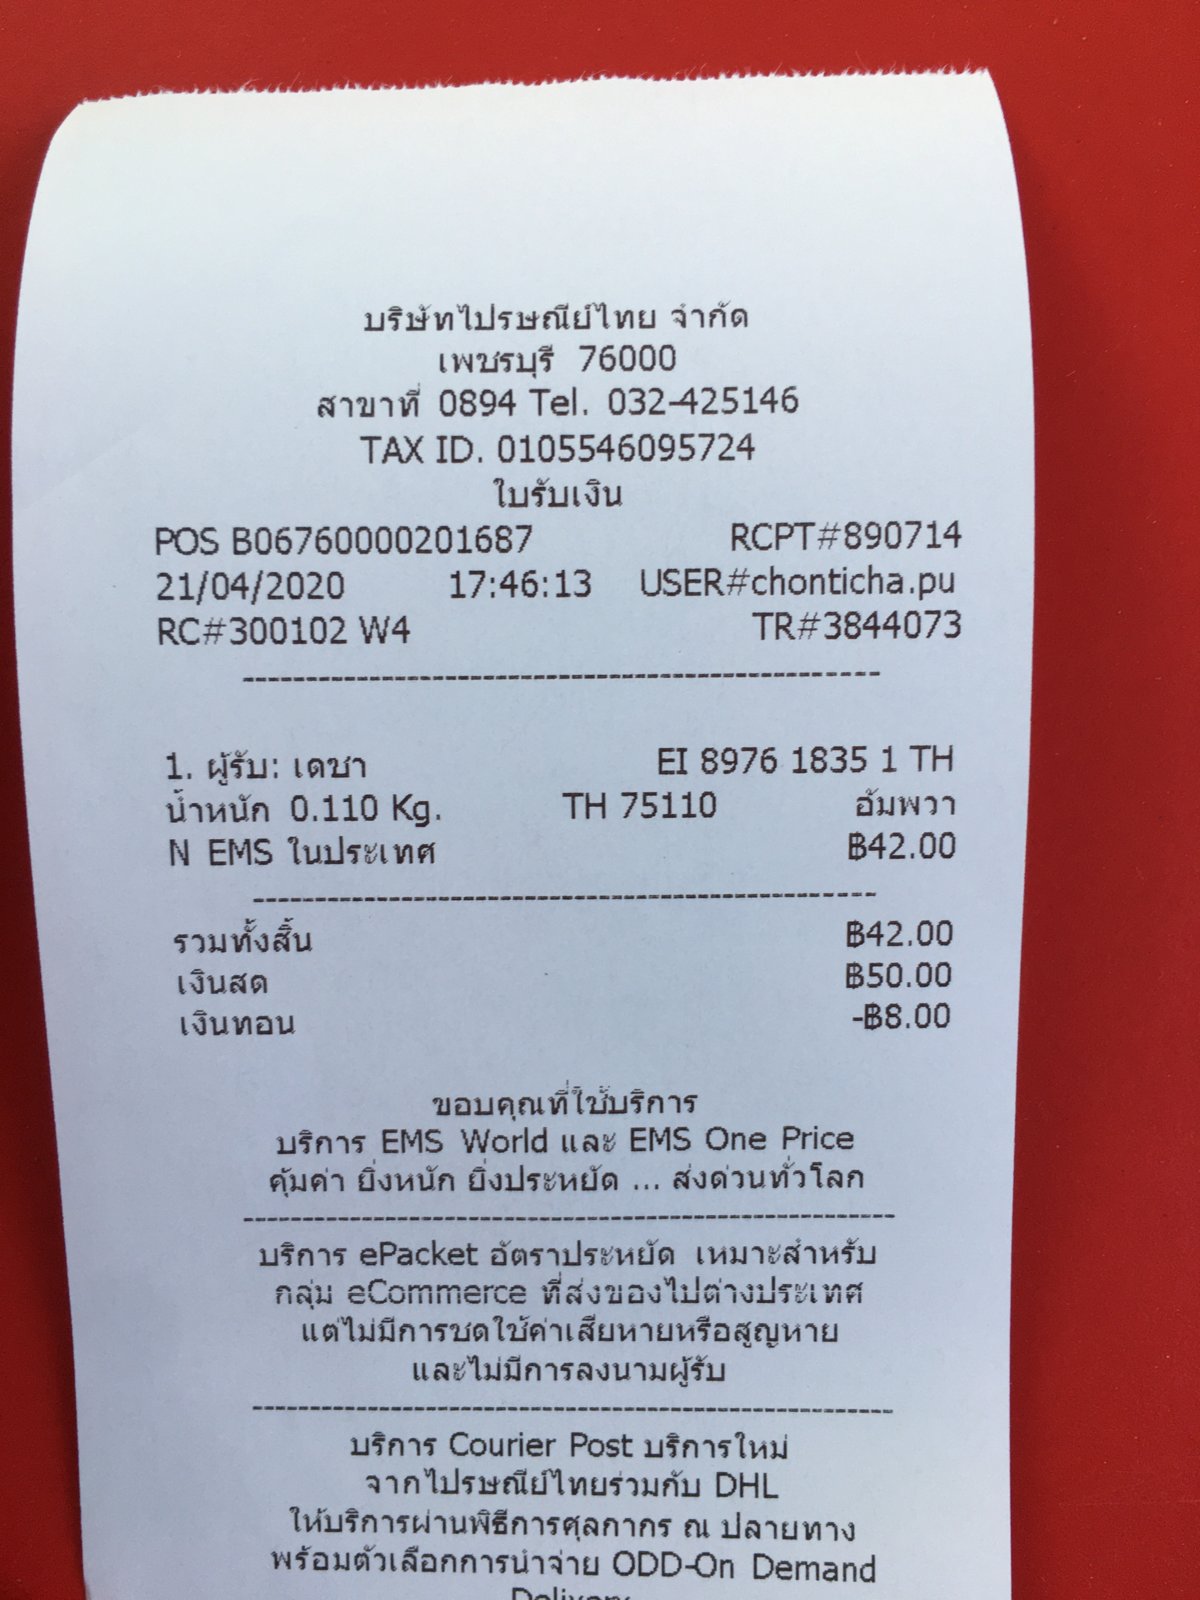 บริษัทไปรษณีย์ไทย จำกัด
เพชรบุรี 76000
สาขาที่ 0894 Tel. 032-425146
TAX ID. 0105546095724
ใบรับเงิน
POS B06760000201687 RCPT#890714
21/04/2020 17:46:13 USER#chonticha.pu
RC#300102 W4 TR#3844073
1. ผู้รับ: เดชา EI 8976 1835 1 TH
น้ำหนัก 0.110 Kg. TH 75110 อัมพวา
N EMS ในประเทศ ฿42.00
รวมทั้งสิ้น ฿42.00
เงินสด ฿50.00
เงินทอน -฿8.00
ขอบคุณที่ใช้บริการ
บริการ EMS World และ EMS One Price
คุ้มค่า ยิ่งหนัก ยิ่งประหยัด ... ส่งด่วนทั่วโลก
บริการ ePacket อัตราประหยัด เหมาะสำหรับ
กลุ่ม eCommerce ที่ส่งของไปต่างประเทศ
แต่ไม่มีการชดใช้ค่าเสียหายหรือสูญหาย
และไม่มีการลงนามผู้รับ
บริการ Courier Post บริการใหม่
จากไปรษณีย์ไทยร่วมกับ DHL
ให้บริการผ่านพิธีการศุลกากร ณ ปลายทาง
พร้อมตัวเลือกการนำจ่าย ODD-On Demand
Delivery